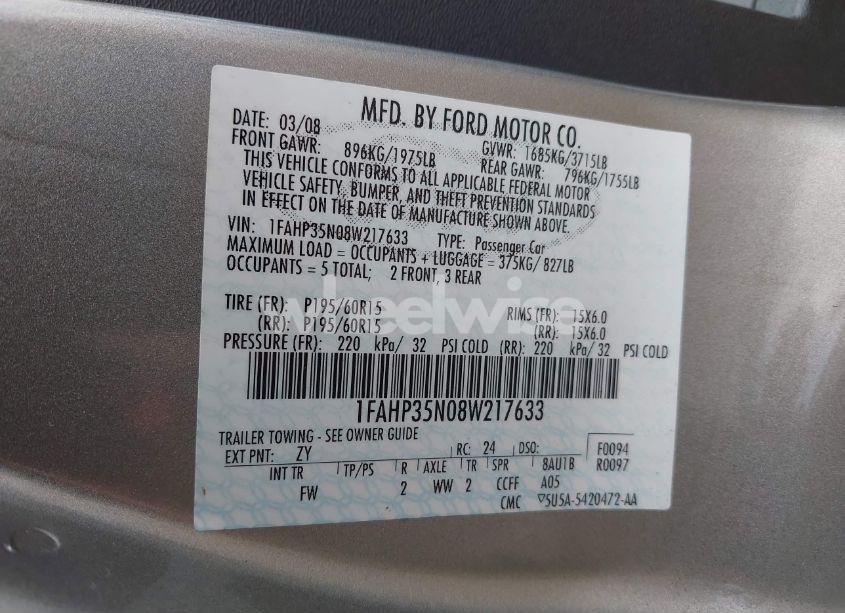 MFD. BY FORD MOTOR CO.
DATE: 03/08 GVWR: 1685KG/3715LB
FRONT GAWR: 896KG/1975LB REAR GAWR: 796KG/1755LB
THIS VEHICLE CONFORMS TO ALL APPLICABLE FEDERAL MOTOR
VEHICLE SAFETY, BUMPER, AND THEFT PREVENTION STANDARDS
IN EFFECT ON THE DATE OF MANUFACTURE SHOWN ABOVE.
VIN: 1FAHP35N08W217633 TYPE: Passenger Car
MAXIMUM LOAD = OCCUPANTS + LUGGAGE = 375KG/ 827LB
OCCUPANTS = 5 TOTAL; 2 FRONT, 3 REAR
wheelwise
TIRE (FR): P195/60R15 RIMS (FR): 15X6.0
(RR): P195/60R15 (RR): 15X6.0
PRESSURE (FR): 220 kPa/ 32 PSI COLD (RR): 220 kPa/ 32 PSI COLD
1FAHP35N08W217633
TRAILER TOWING - SEE OWNER GUIDE
EXT PNT: ZY RC: 24 DSO: F0094
INT TR TP/PS R AXLE TR SPR 8AU1B R0097
FW 2 WW 2 CCFF A05
CMC ▽5U5A-5420472-AA